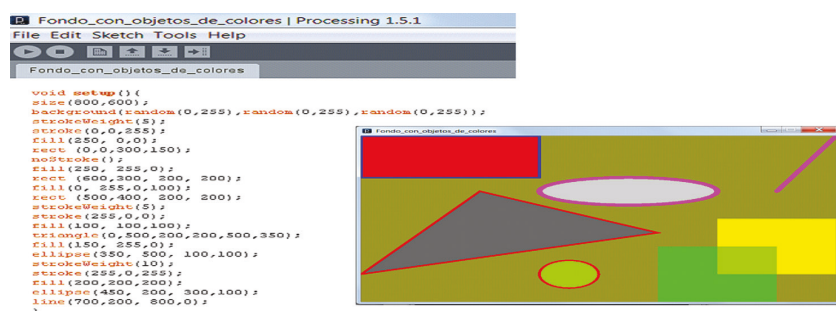 Fondo_con_objetos_de_colores | Processing 1.5.1
File Edit Sketch Tools Help
Fondo_con_objetos_de_colores
void setup(){
size(800,600);
background(random(0,255),random(0,255),random(0,255));
strokeWeight(5);
stroke(0,0,255);
fill(250, 0,0);
rect (0,0,300,150);
noStroke();
fill(250, 255,0);
rect (600,300, 200, 200);
fill(0, 255,0,100);
rect (500,400, 200, 200);
strokeWeight(5);
stroke(255,0,0);
fill(100, 100,100);
triangle(0,500,200,200,500,350);
fill(150, 255,0);
ellipse(350, 500, 100,100);
strokeWeight(10);
stroke(255,0,255);
fill(200,200,200);
ellipse(450, 200, 300,100);
line(700,200, 800,0);
}
Fondo_con_objetos_de_colores